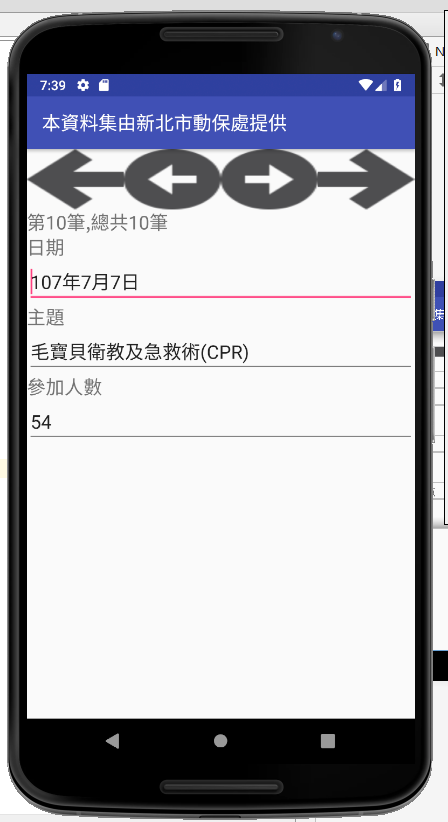 7:39
本資料集由新北市動保處提供
第10筆,總共10筆
日期
107年7月7日
主題
毛寶貝衛教及急救術(CPR)
參加人數
54
N
集